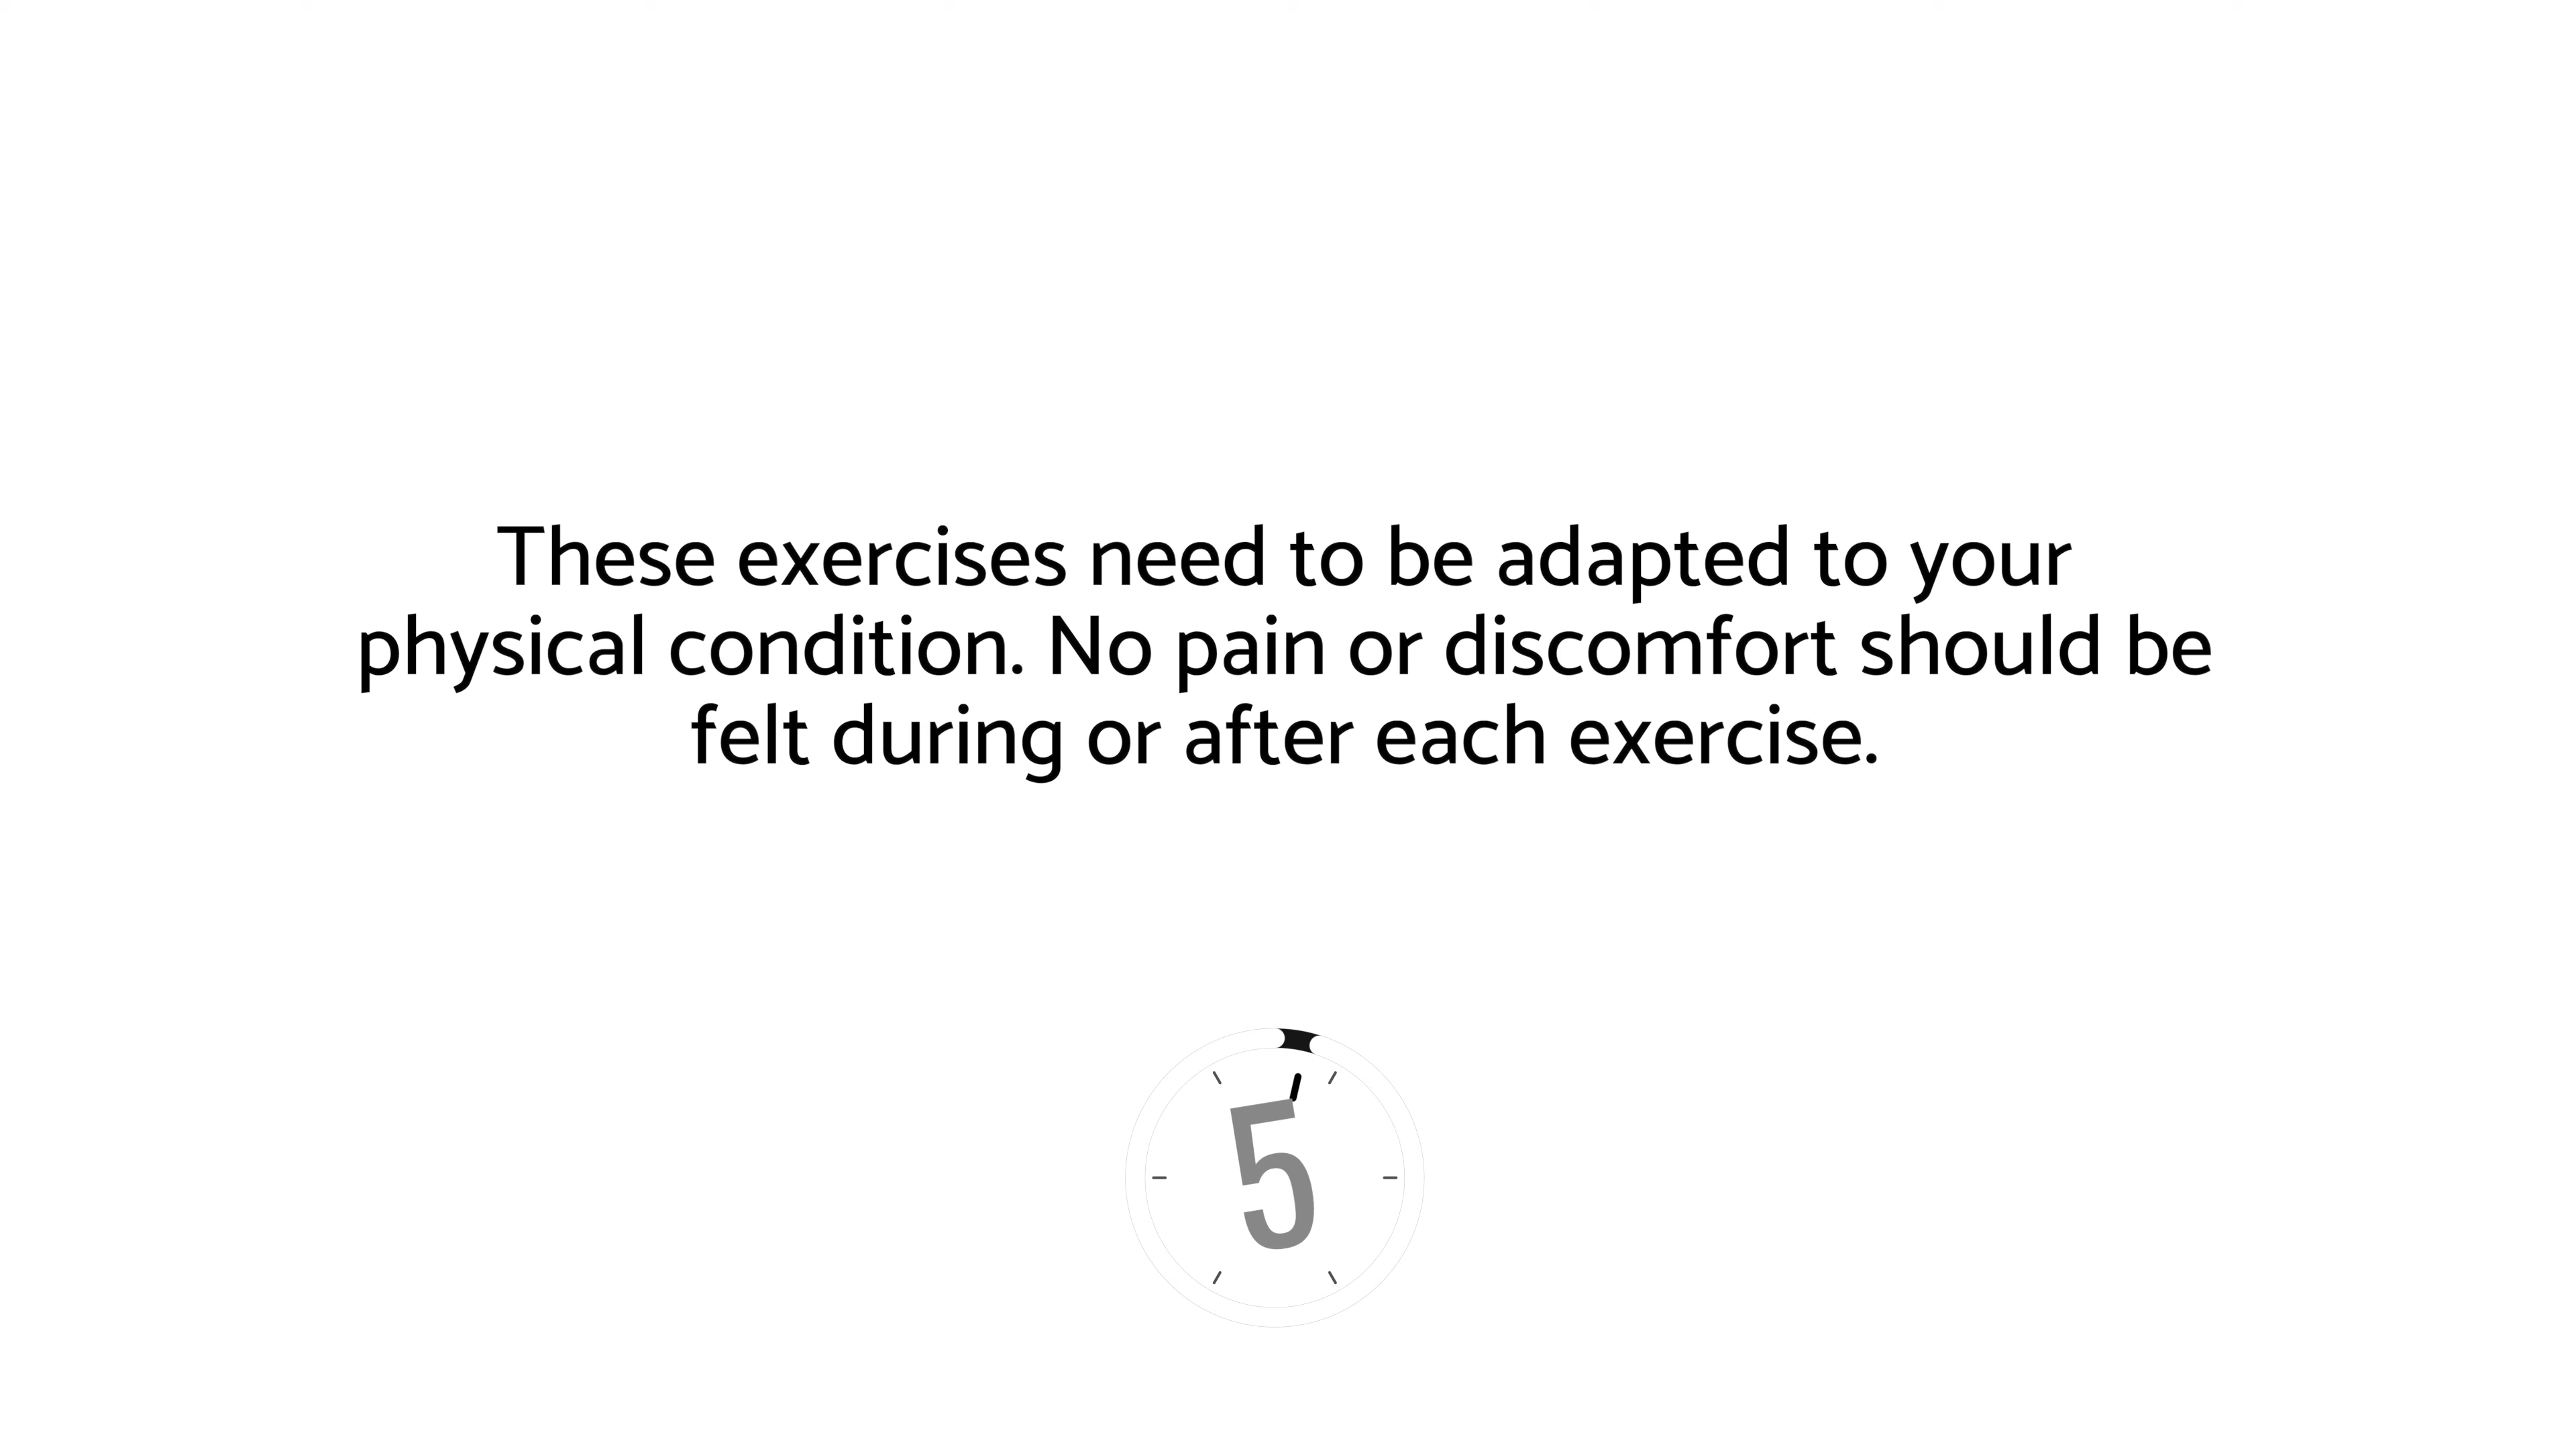 These exercises need to be adapted to your
physical condition. No pain or discomfort should be
felt during or after each exercise.
5